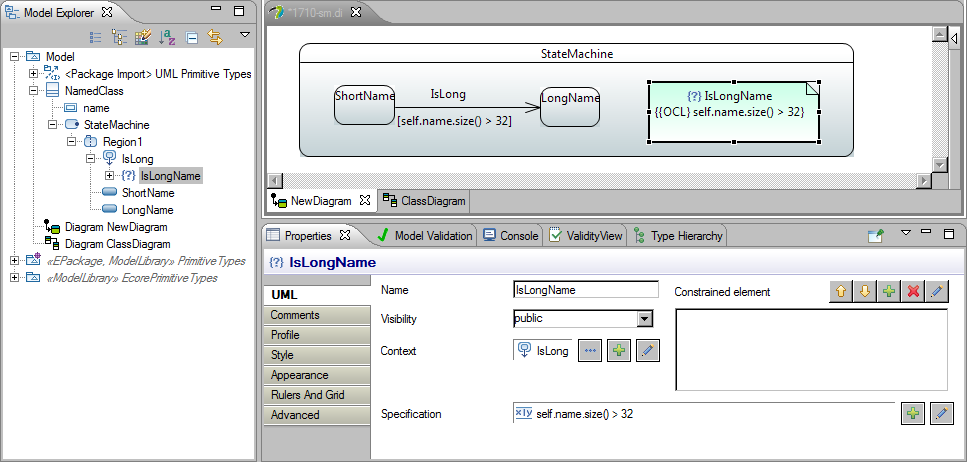 Model Explorer
Model
<Package Import> UML Primitive Types
NamedClass
name
StateMachine
Region1
IsLong
{?} IsLongName
ShortName
LongName
Diagram NewDiagram
Diagram ClassDiagram
«EPackage, ModelLibrary» PrimitiveTypes
«ModelLibrary» EcorePrimitiveTypes
*1710-sm.di
StateMachine
ShortName
IsLong
[self.name.size() > 32]
LongName
{?} IsLongName
{{OCL} self.name.size() > 32}
NewDiagram
ClassDiagram
Properties
Model Validation
Console
ValidityView
Type Hierarchy
{?} IsLongName
UML
Comments
Profile
Style
Appearance
Rulers And Grid
Advanced
Name
IsLongName
Constrained element
Visibility
public
Context
IsLong
...
Specification
x|y self.name.size() > 32